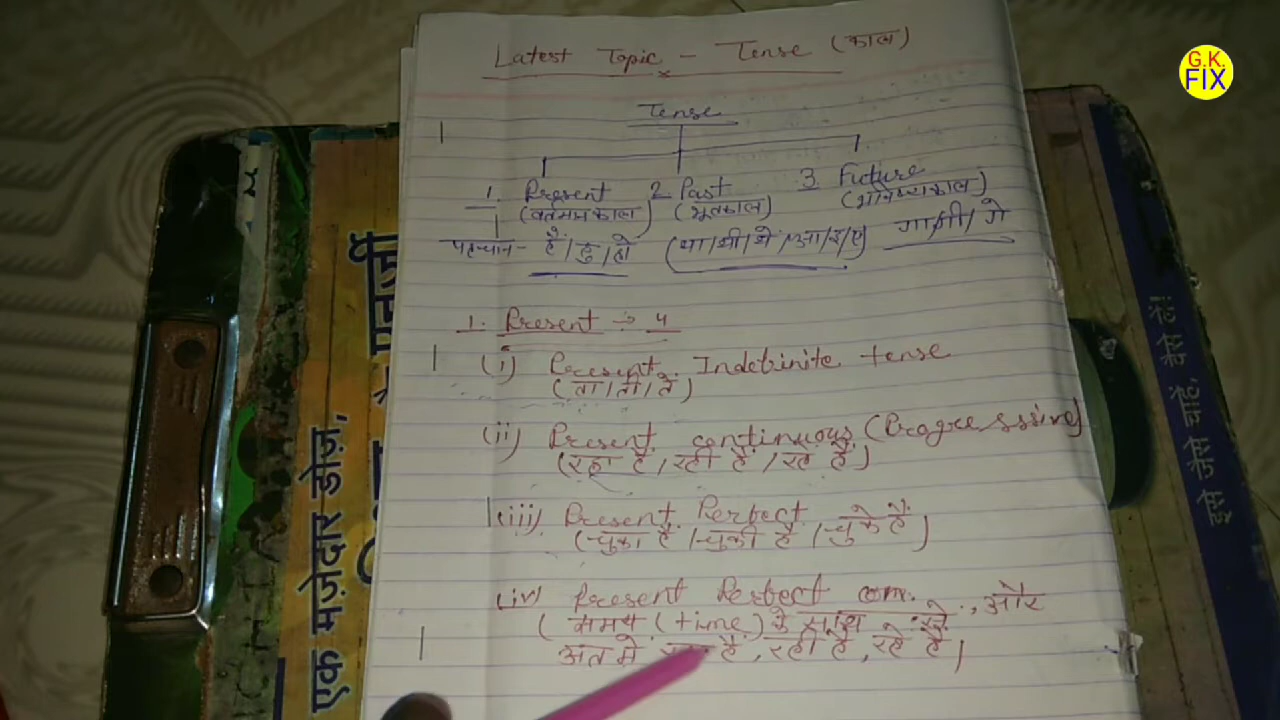 Latest Topic - Tense (काल)
G.K.
FIX
Tense
1. Present 2 Past 3 Future
(वर्तमान काल) (भूतकाल) (भविष्यकाल)
पहचान - है/हूँ/हो (था/थी/थे/आ/इ/ए) गा/गी/गे
1. Present ÷ 4
(i) Present Indefinite tense
(ता/ती/ते)
(ii) Present continuous (Progressive)
(रहा है/रही है/रहे हैं)
(iii) Present Perfect
(चुका है/चुकी है/चुके हैं)
(iv) Present Perfect con.
(समय (time) के साथ से, और
अंत मे है, रही है, रहे हैं)
एक मज़ेदार डोज़,
इसे जैसे चाहें, वैसे लें!